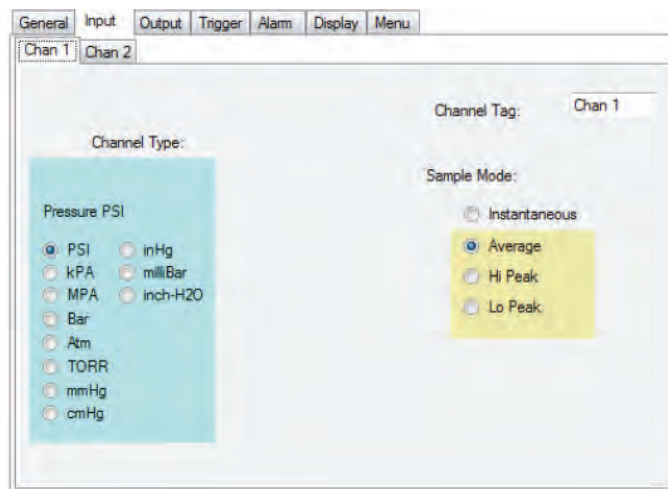 General Input Output Trigger Alarm Display Menu
Chan 1 Chan 2
Channel Tag: Chan 1
Channel Type:
Sample Mode:
Pressure PSI
Instantaneous
PSI inHg
Average
kPA milliBar
Hi Peak
MPA inch-H2O
Lo Peak
Bar
Atm
TORR
mmHg
cmHg